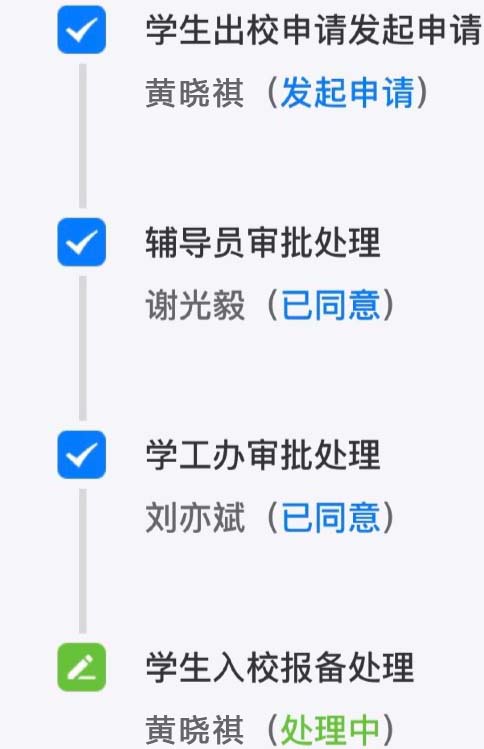 学生出校申请发起申请
黄晓祺（发起申请）
辅导员审批处理
谢光毅（已同意）
学工办审批处理
刘亦斌（已同意）
学生入校报备处理
黄晓祺（处理中）